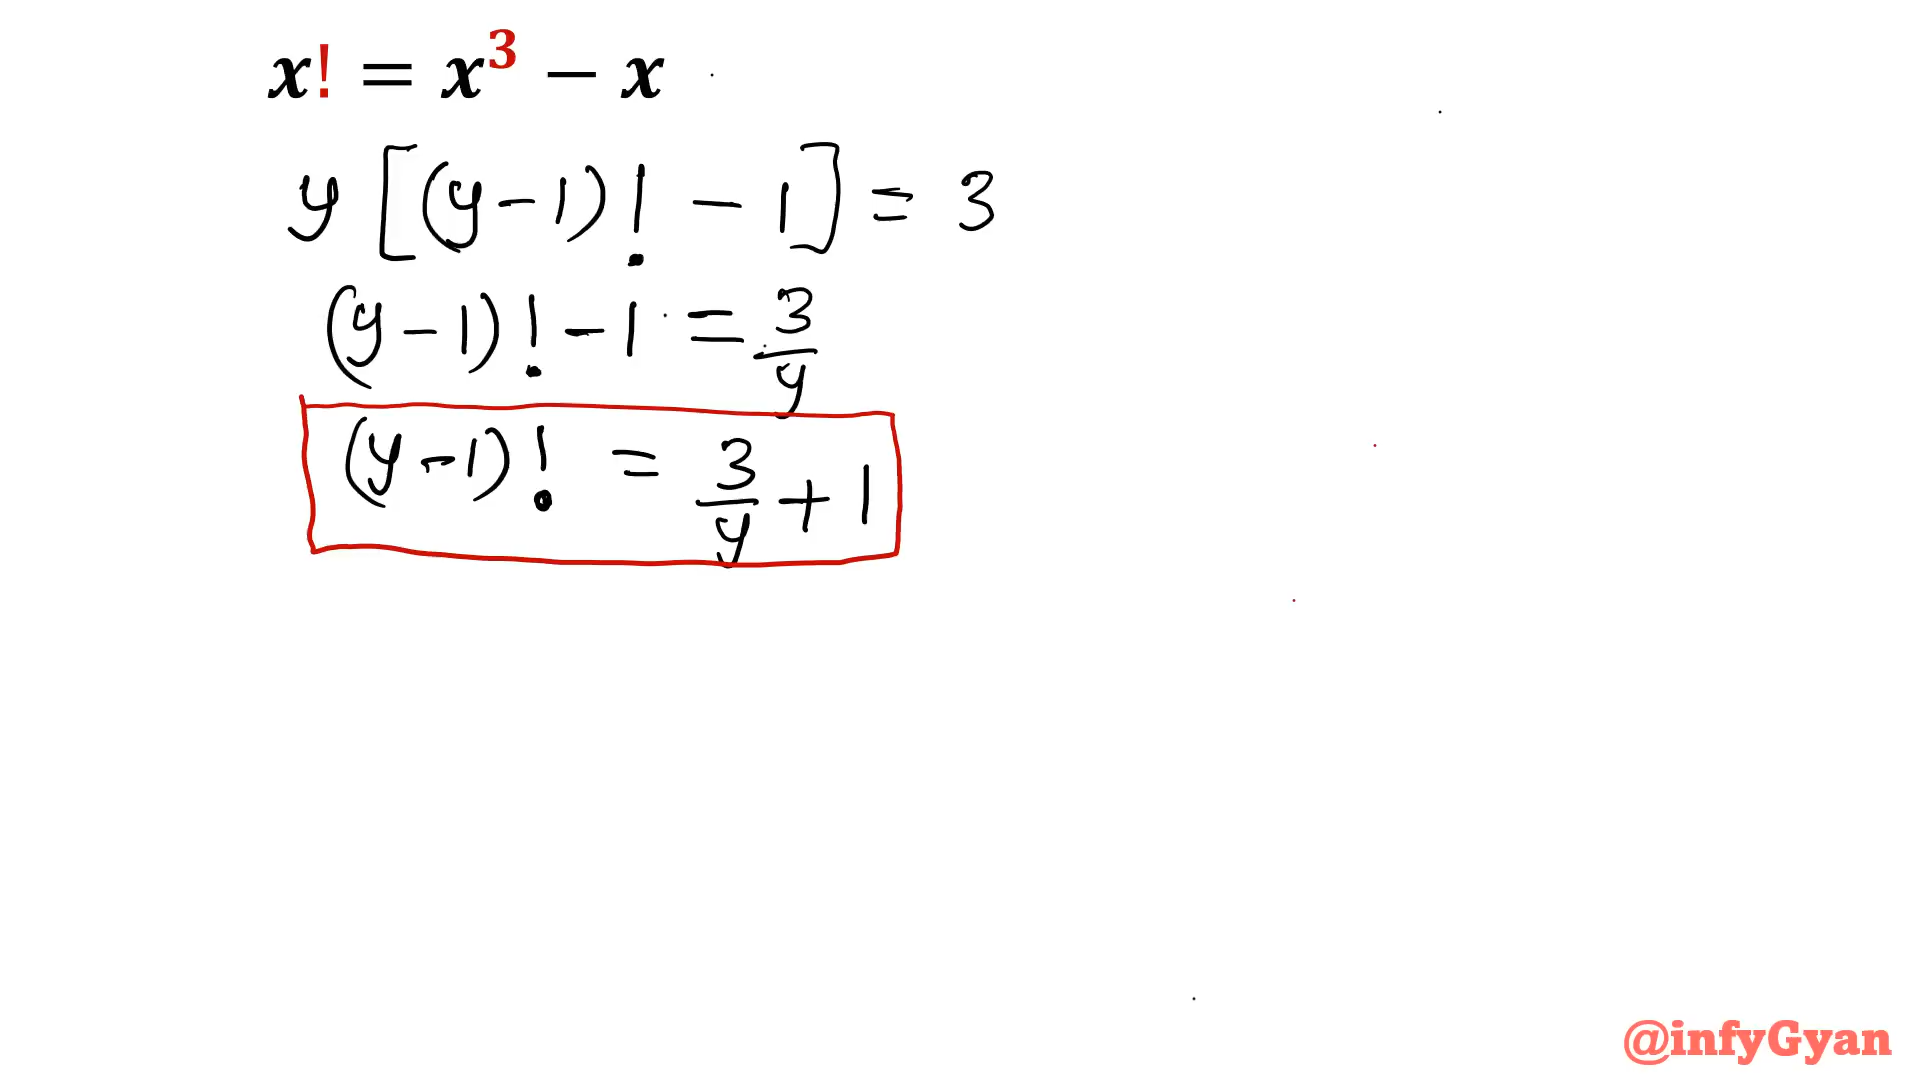 x! = x³ − x
y [(y−1)! − 1] = 3
(y−1)! − 1 = 3/y
(y−1)! = 3/y + 1
@infyGyan